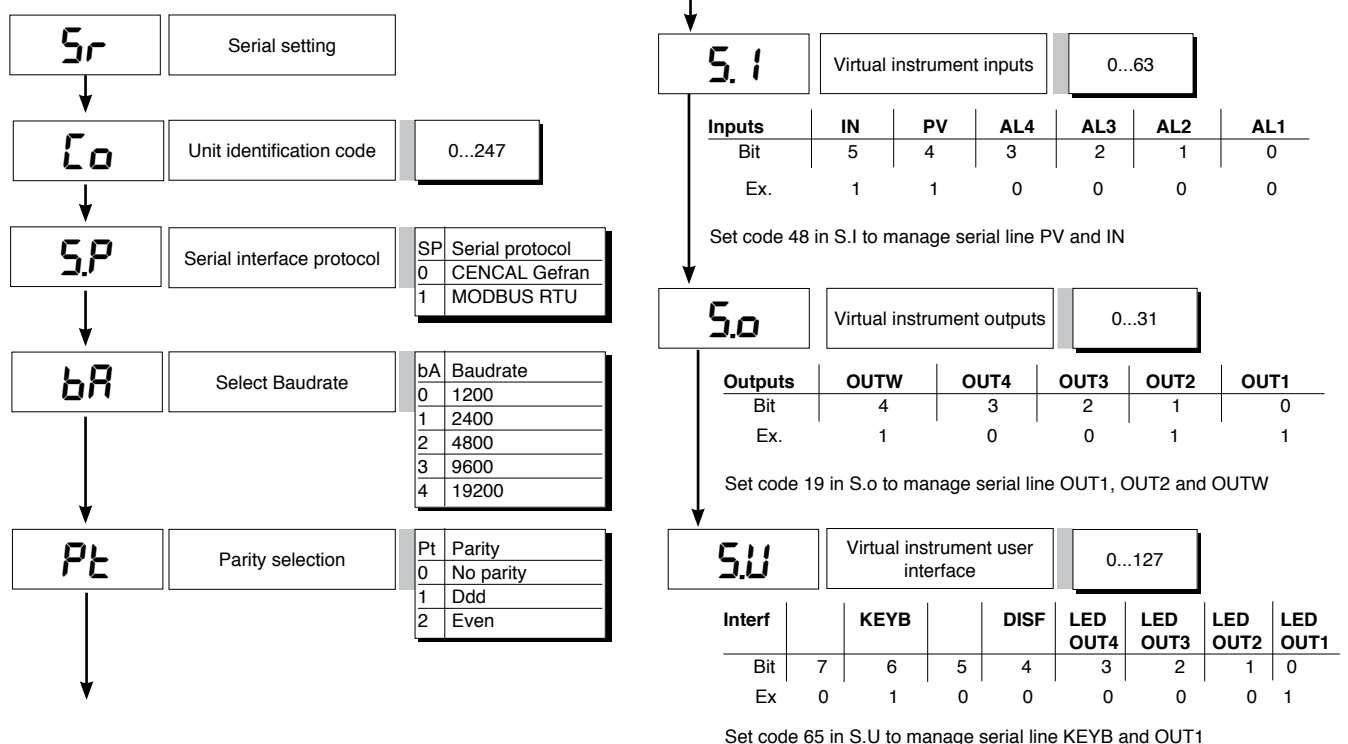 Sr Serial setting
Co Unit identification code 0...247
S.P Serial interface protocol
SP Serial protocol
0 CENCAL Gefran
1 MODBUS RTU
bA Select Baudrate
bA Baudrate
0 1200
1 2400
2 4800
3 9600
4 19200
Pt Parity selection
Pt Parity
0 No parity
1 Ddd
2 Even
S.I Virtual instrument inputs 0...63
Inputs IN PV AL4 AL3 AL2 AL1
Bit 5 4 3 2 1 0
Ex. 1 1 0 0 0 0
Set code 48 in S.I to manage serial line PV and IN
S.o Virtual instrument outputs 0...31
Outputs OUTW OUT4 OUT3 OUT2 OUT1
Bit 4 3 2 1 0
Ex. 1 0 0 1 1
Set code 19 in S.o to manage serial line OUT1, OUT2 and OUTW
S.U Virtual instrument user
interface 0...127
Interf KEYB DISF LED LED LED LED
OUT4 OUT3 OUT2 OUT1
Bit 7 6 5 4 3 2 1 0
Ex 0 1 0 0 0 0 0 1
Set code 65 in S.U to manage serial line KEYB and OUT1